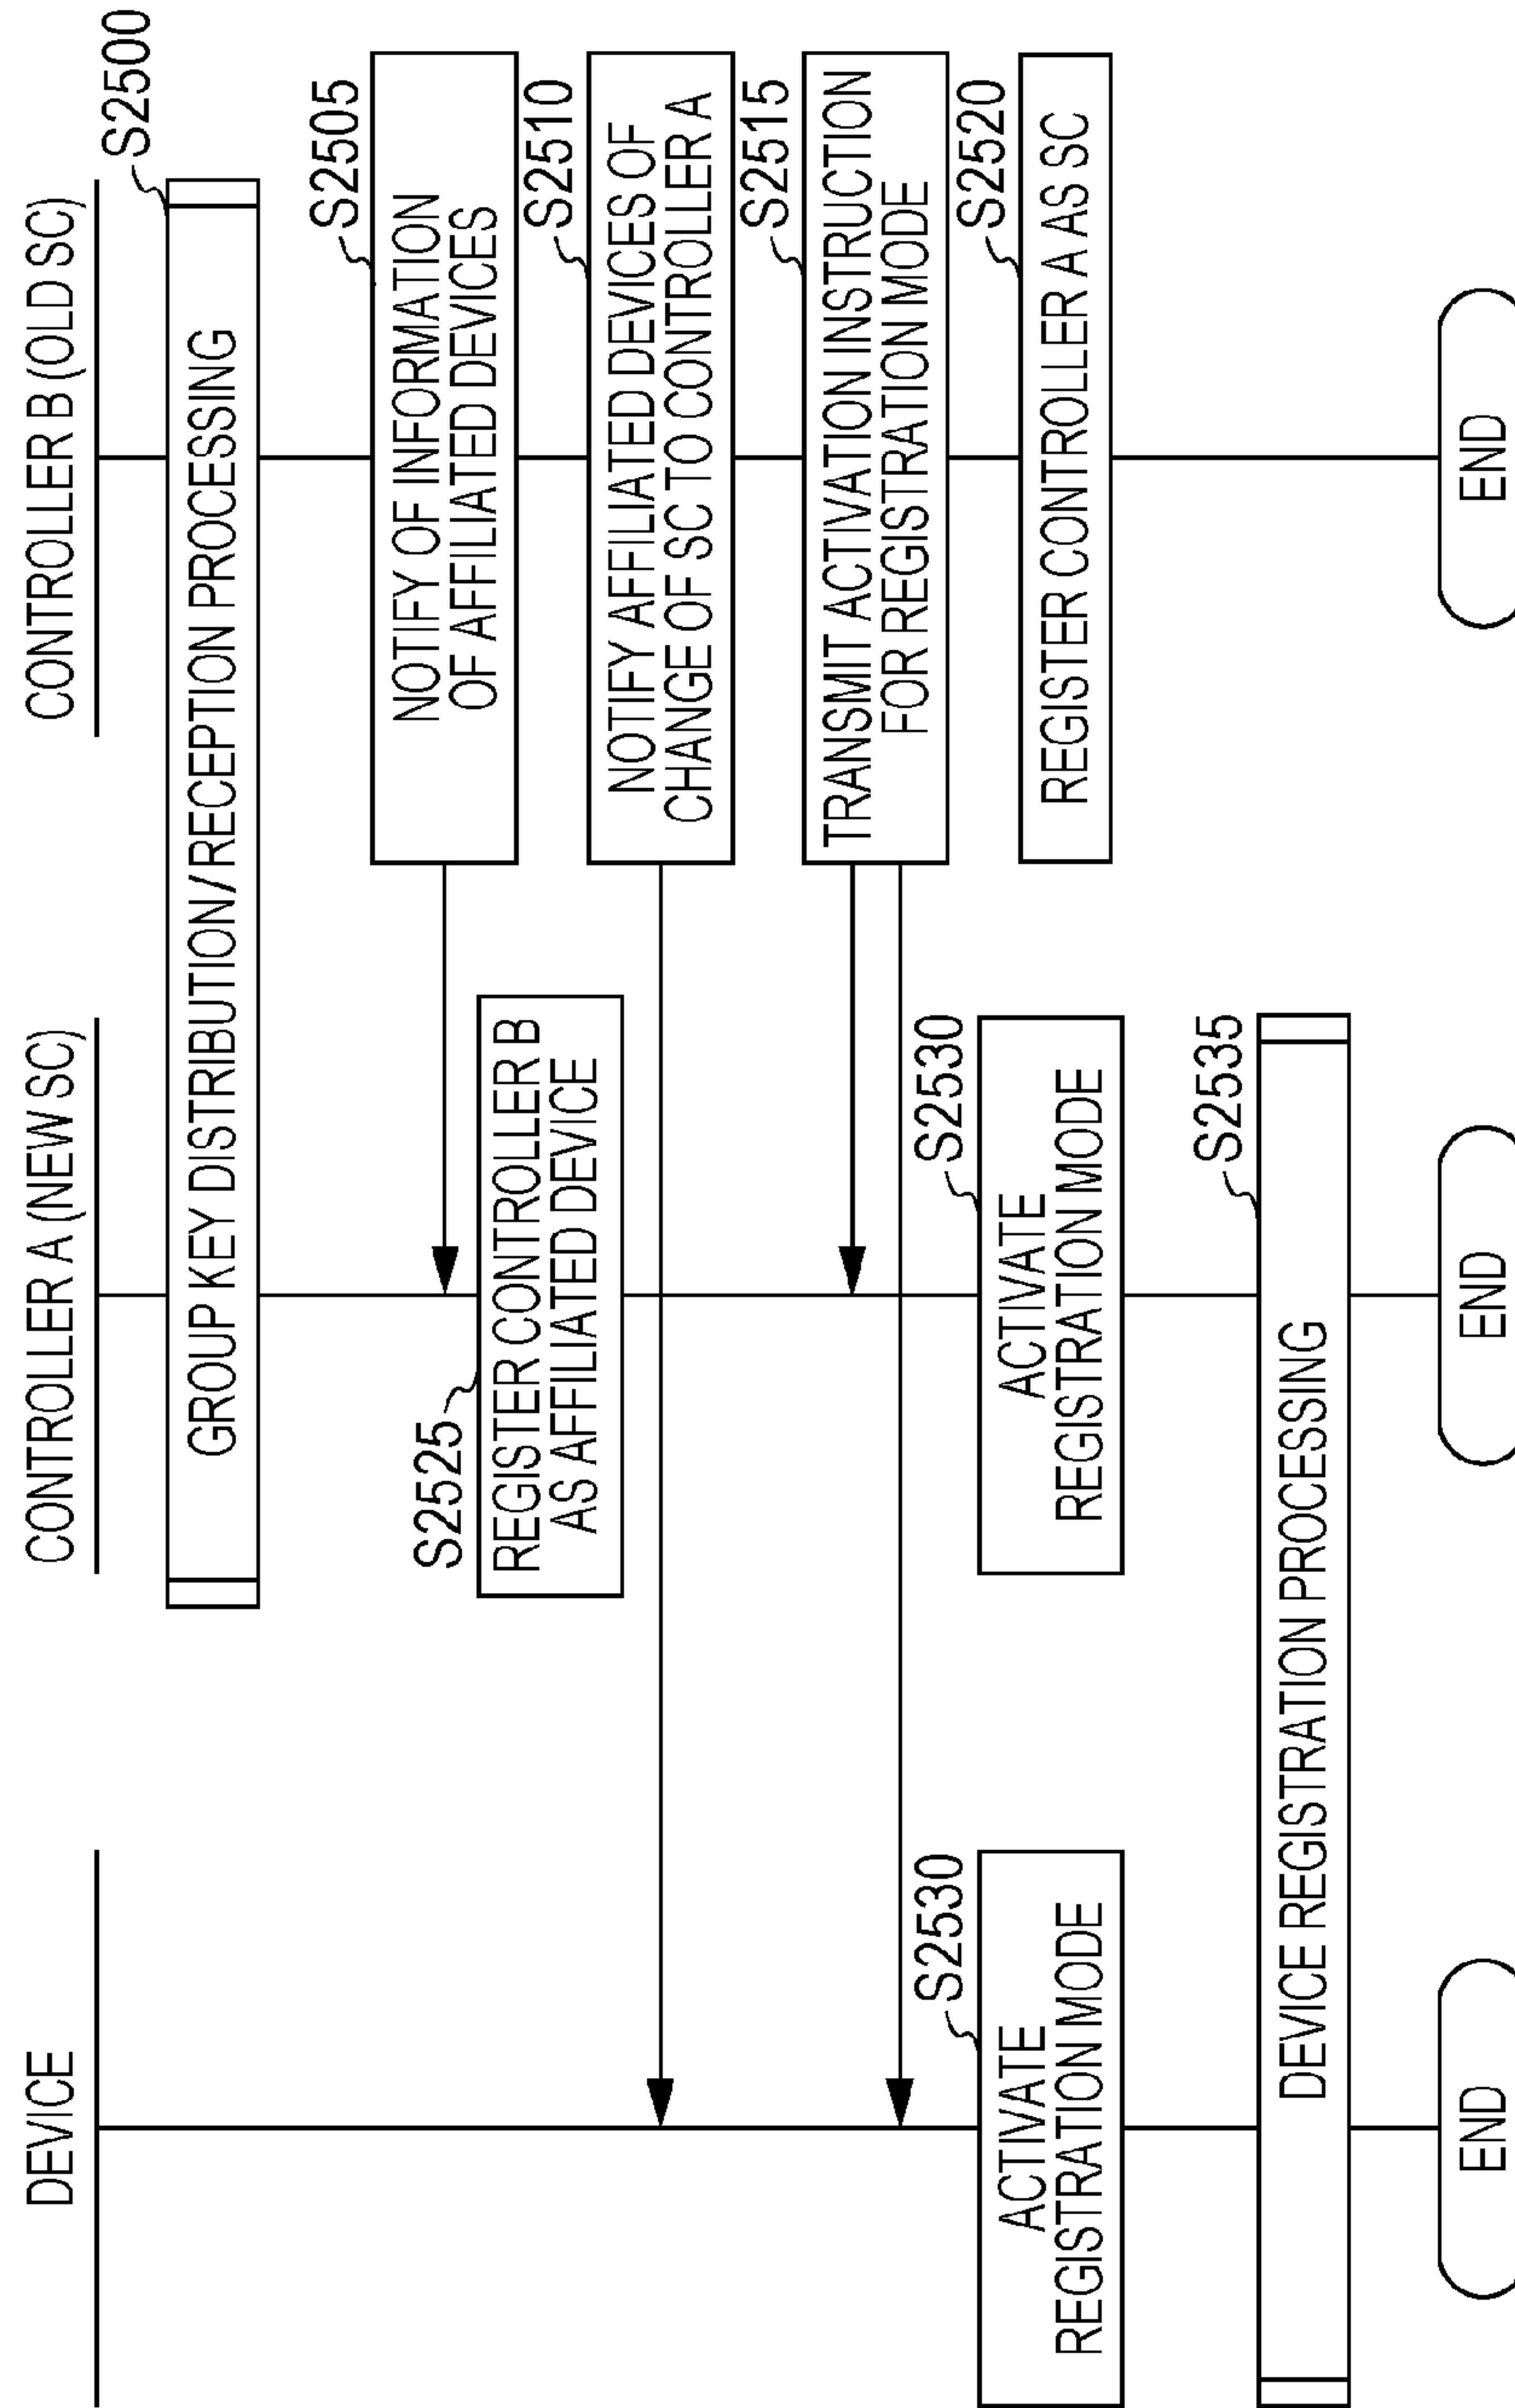 DEVICE
CONTROLLER A (NEW SC)
CONTROLLER B (OLD SC)
S2500
GROUP KEY DISTRIBUTION/RECEPTION PROCESSING
S2505
NOTIFY OF INFORMATION
OF AFFILIATED DEVICES
S2525
REGISTER CONTROLLER B
AS AFFILIATED DEVICE
S2510
NOTIFY AFFILIATED DEVICES OF
CHANGE OF SC TO CONTROLLER A
S2515
TRANSMIT ACTIVATION INSTRUCTION
FOR REGISTRATION MODE
S2530
ACTIVATE
REGISTRATION MODE
S2530
ACTIVATE
REGISTRATION MODE
S2520
REGISTER CONTROLLER A AS SC
S2535
DEVICE REGISTRATION PROCESSING
END
END
END